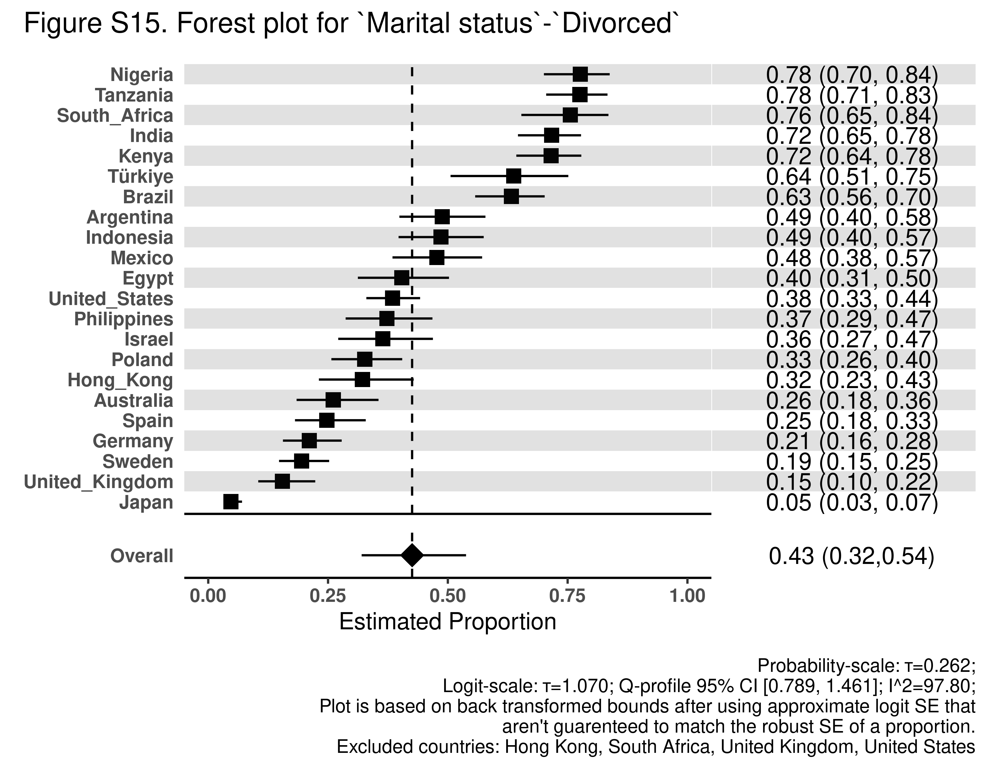 Figure S15. Forest plot for `Marital status`-`Divorced`
Nigeria 0.78 (0.70, 0.84)
Tanzania 0.78 (0.71, 0.83)
South_Africa 0.76 (0.65, 0.84)
India 0.72 (0.65, 0.78)
Kenya 0.72 (0.64, 0.78)
Türkiye 0.64 (0.51, 0.75)
Brazil 0.63 (0.56, 0.70)
Argentina 0.49 (0.40, 0.58)
Indonesia 0.49 (0.40, 0.57)
Mexico 0.48 (0.38, 0.57)
Egypt 0.40 (0.31, 0.50)
United_States 0.38 (0.33, 0.44)
Philippines 0.37 (0.29, 0.47)
Israel 0.36 (0.27, 0.47)
Poland 0.33 (0.26, 0.40)
Hong_Kong 0.32 (0.23, 0.43)
Australia 0.26 (0.18, 0.36)
Spain 0.25 (0.18, 0.33)
Germany 0.21 (0.16, 0.28)
Sweden 0.19 (0.15, 0.25)
United_Kingdom 0.15 (0.10, 0.22)
Japan 0.05 (0.03, 0.07)
Overall 0.43 (0.32,0.54)
0.00 0.25 0.50 0.75 1.00
Estimated Proportion
Probability-scale: τ=0.262;
Logit-scale: τ=1.070; Q-profile 95% CI [0.789, 1.461]; I^2=97.80;
Plot is based on back transformed bounds after using approximate logit SE that
aren't guarenteed to match the robust SE of a proportion.
Excluded countries: Hong Kong, South Africa, United Kingdom, United States